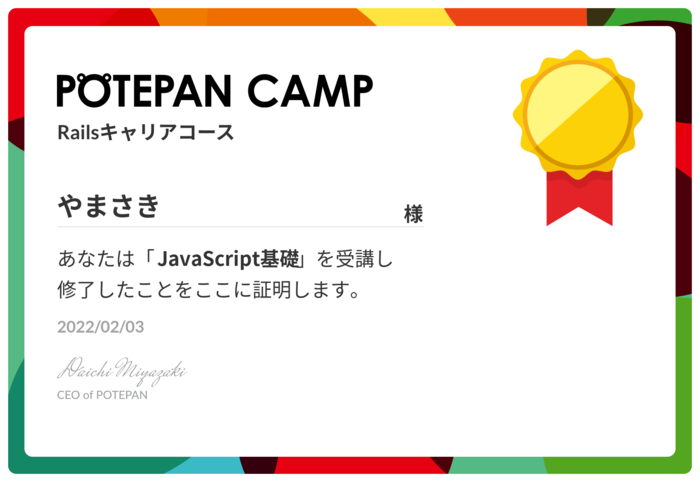 POTEPAN CAMP
Railsキャリアコース
やまさき 様
あなたは「JavaScript基礎」を受講し
修了したことをここに証明します。
2022/02/03
Daichi Miyazaki
CEO of POTEPAN